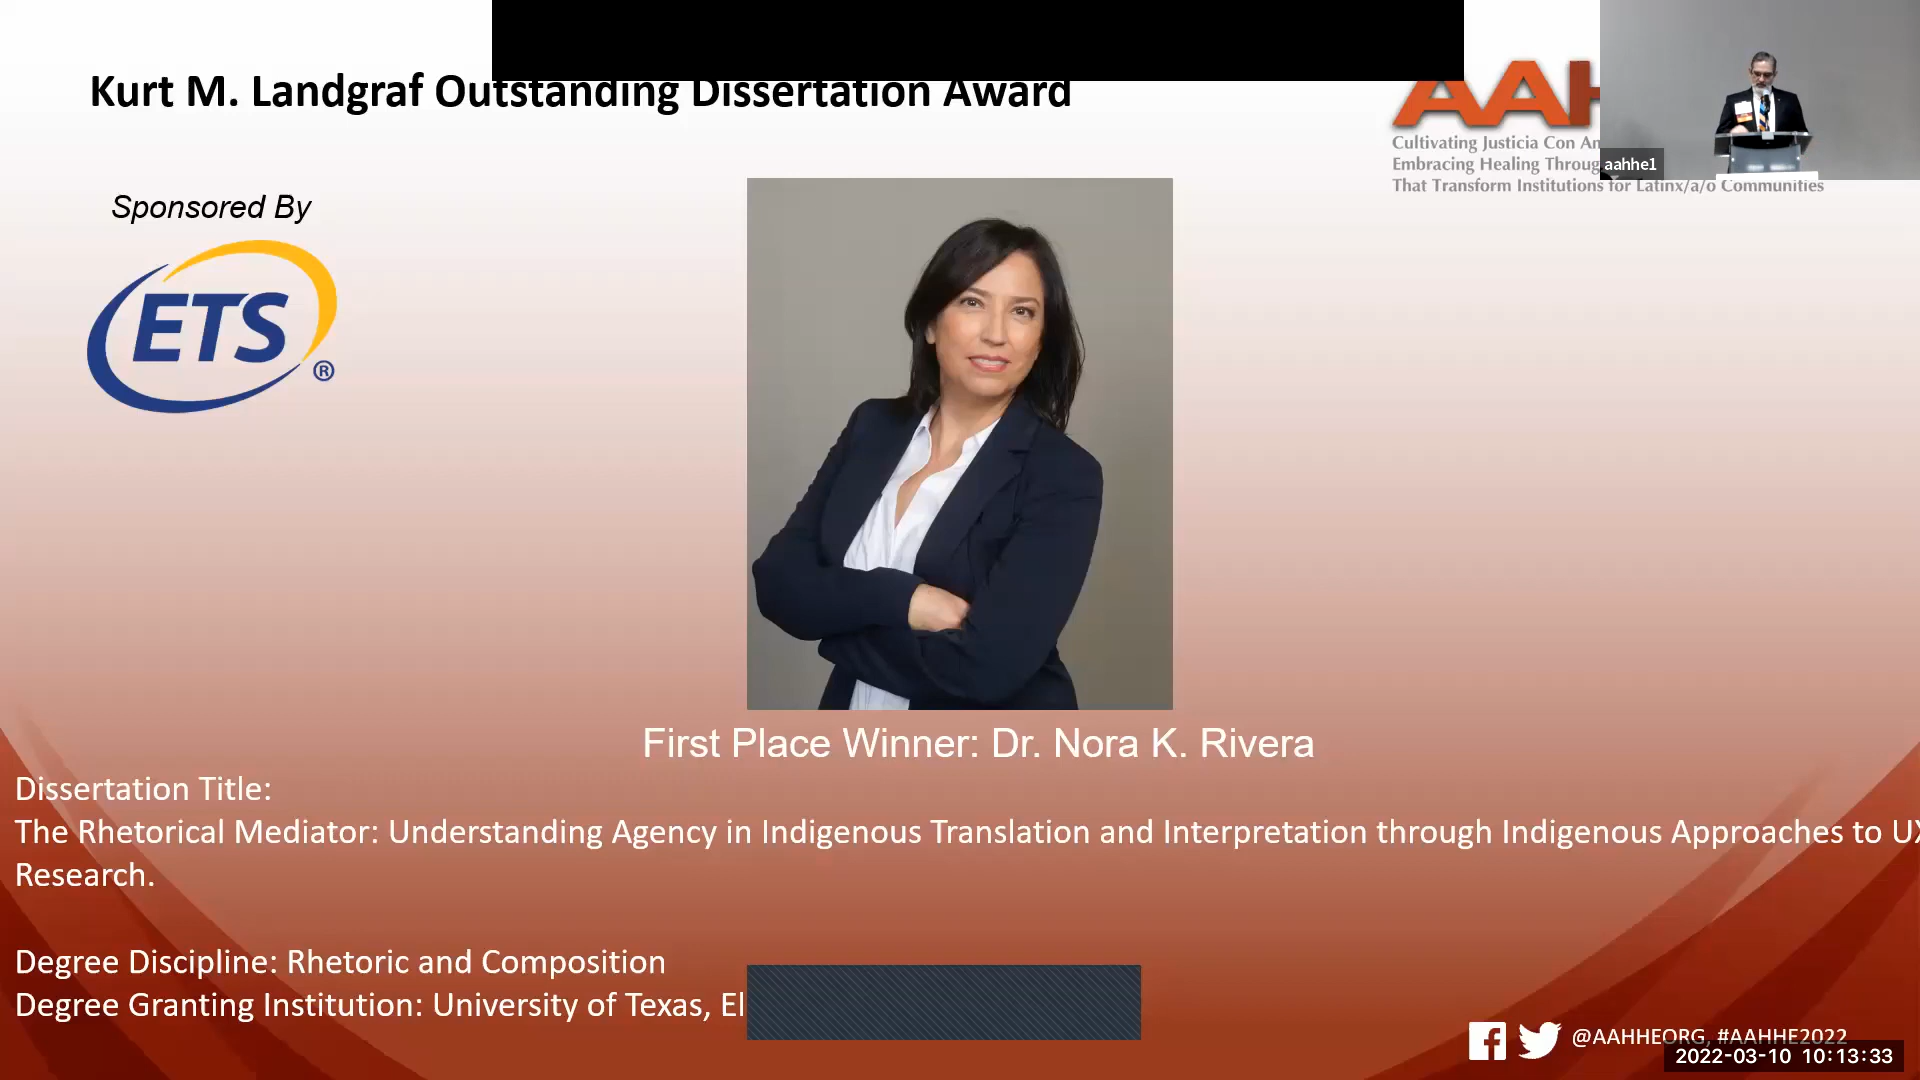 Kurt M. Landgraf Outstanding Dissertation Award
AAH
Cultivating Justicia Con
Embracing Healing
That Transform Institutions for Latinx/a/o Communities
aahhe1
Sponsored By
ETS®
First Place Winner: Dr. Nora K. Rivera
Dissertation Title:
The Rhetorical Mediator: Understanding Agency in Indigenous Translation and Interpretation through Indigenous Approaches to UX
Research.
Degree Discipline: Rhetoric and Composition
Degree Granting Institution: University of Texas, El
@AAHHEORG, #AAHHE2022
2022-03-10 10:13:33